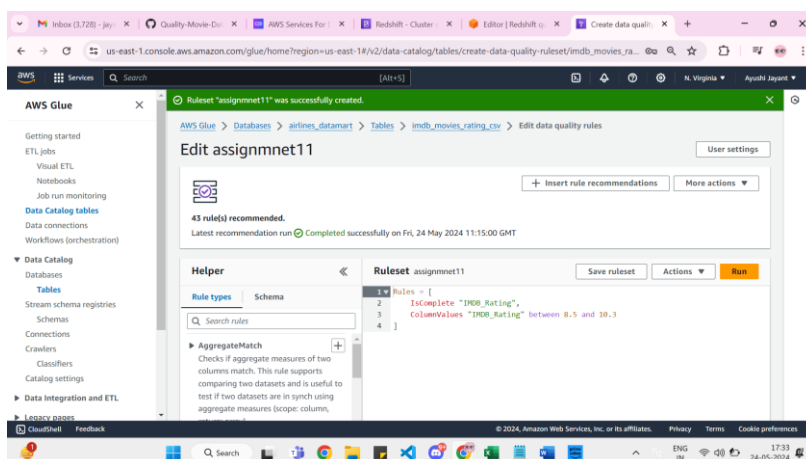 Inbox (3,728) - jay
Quality-Movie-Da
AWS Services For
Redshift - Cluster
Editor | Redshift q
Create data qualit
us-east-1.console.aws.amazon.com/glue/home?region=us-east-1#/v2/data-catalog/tables/create-data-quality-ruleset/imdb_movies_ra...
aws
Services
Search
[Alt+S]
N. Virginia
Ayushi Jayant
AWS Glue
Getting started
ETL jobs
Visual ETL
Notebooks
Job run monitoring
Data Catalog tables
Data connections
Workflows (orchestration)
Data Catalog
Databases
Tables
Stream schema registries
Schemas
Connections
Crawlers
Classifiers
Catalog settings
Data Integration and ETL
Legacy pages
Ruleset "assignmnet11" was successfully created.
AWS Glue > Databases > airlines_datamart > Tables > imdb_movies_rating_csv > Edit data quality rules
Edit assignmnet11
User settings
Insert rule recommendations
More actions
43 rule(s) recommended.
Latest recommendation run Completed successfully on Fri, 24 May 2024 11:15:00 GMT
Helper
Rule types
Schema
Search rules
AggregateMatch
Checks if aggregate measures of two
columns match. This rule supports
comparing two datasets and is useful to
test if two datasets are in synch using
aggregate measures (scope: column,
Ruleset assignmnet11
Save ruleset
Actions
Run
1 Rules = [
2 IsComplete "IMDB_Rating",
3 ColumnValues "IMDB_Rating" between 8.5 and 10.3
4 ]
CloudShell
Feedback
© 2024, Amazon Web Services, Inc. or its affiliates.
Privacy
Terms
Cookie preferences
Search
ENG
IN
17:33
24-05-2024